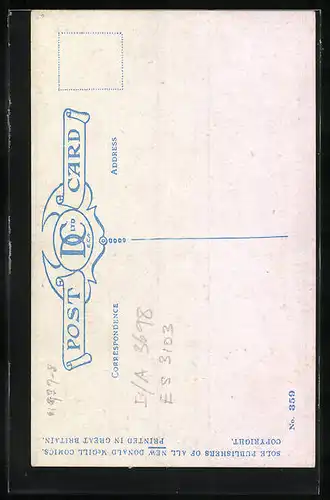 POST CARD
D C LTD
E.C.
CORRESPONDENCE
ADDRESS
I/A 3698
ES 3103
SOLE PUBLISHERS OF ALL NEW DONALD McGILL COMICS.
PRINTED IN GREAT BRITAIN.
COPYRIGHT.
No. 359